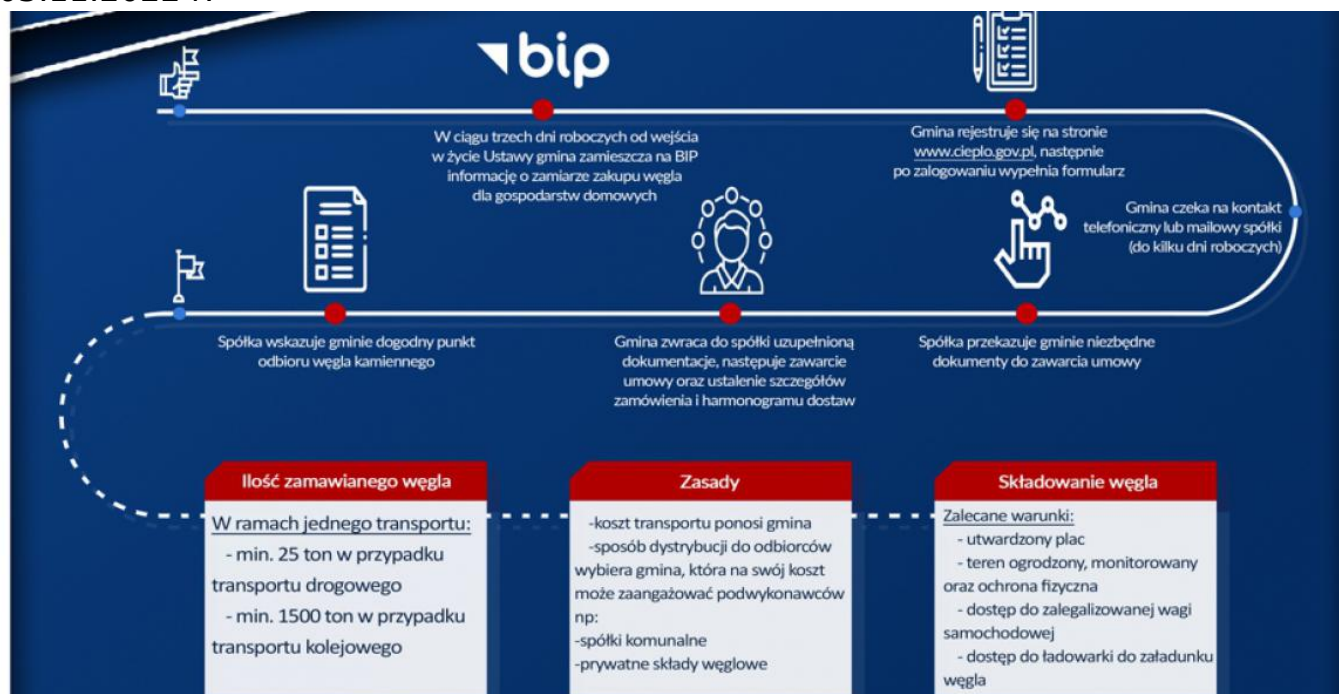 bip
W ciągu trzech dni roboczych od wejścia
w życie Ustawy gmina zamieszcza na BIP
informację o zamiarze zakupu węgla
dla gospodarstw domowych
Gmina rejestruje się na stronie
www.cieplo.gov.pl, następnie
po zalogowaniu wypełnia formularz
Gmina czeka na kontakt
telefoniczny lub mailowy spółki
(do kilku dni roboczych)
Spółka przekazuje gminie niezbędne
dokumenty do zawarcia umowy
Gmina zwraca do spółki uzupełnioną
dokumentacje, następuje zawarcie
umowy oraz ustalenie szczegółów
zamówienia i harmonogramu dostaw
Spółka wskazuje gminie dogodny punkt
odbioru węgla kamiennego
Ilość zamawianego węgla
W ramach jednego transportu:
- min. 25 ton w przypadku
transportu drogowego
- min. 1500 ton w przypadku
transportu kolejowego
Zasady
-koszt transportu ponosi gmina
-sposób dystrybucji do odbiorców
wybiera gmina, która na swój koszt
może zaangażować podwykonawców
np:
-spółki komunalne
-prywatne składy węglowe
Składowanie węgla
Zalecane warunki:
- utwardzony plac
- teren ogrodzony, monitorowany
oraz ochrona fizyczna
- dostęp do zalegalizowanej wagi
samochodowej
- dostęp do ładowarki do załadunku
węgla